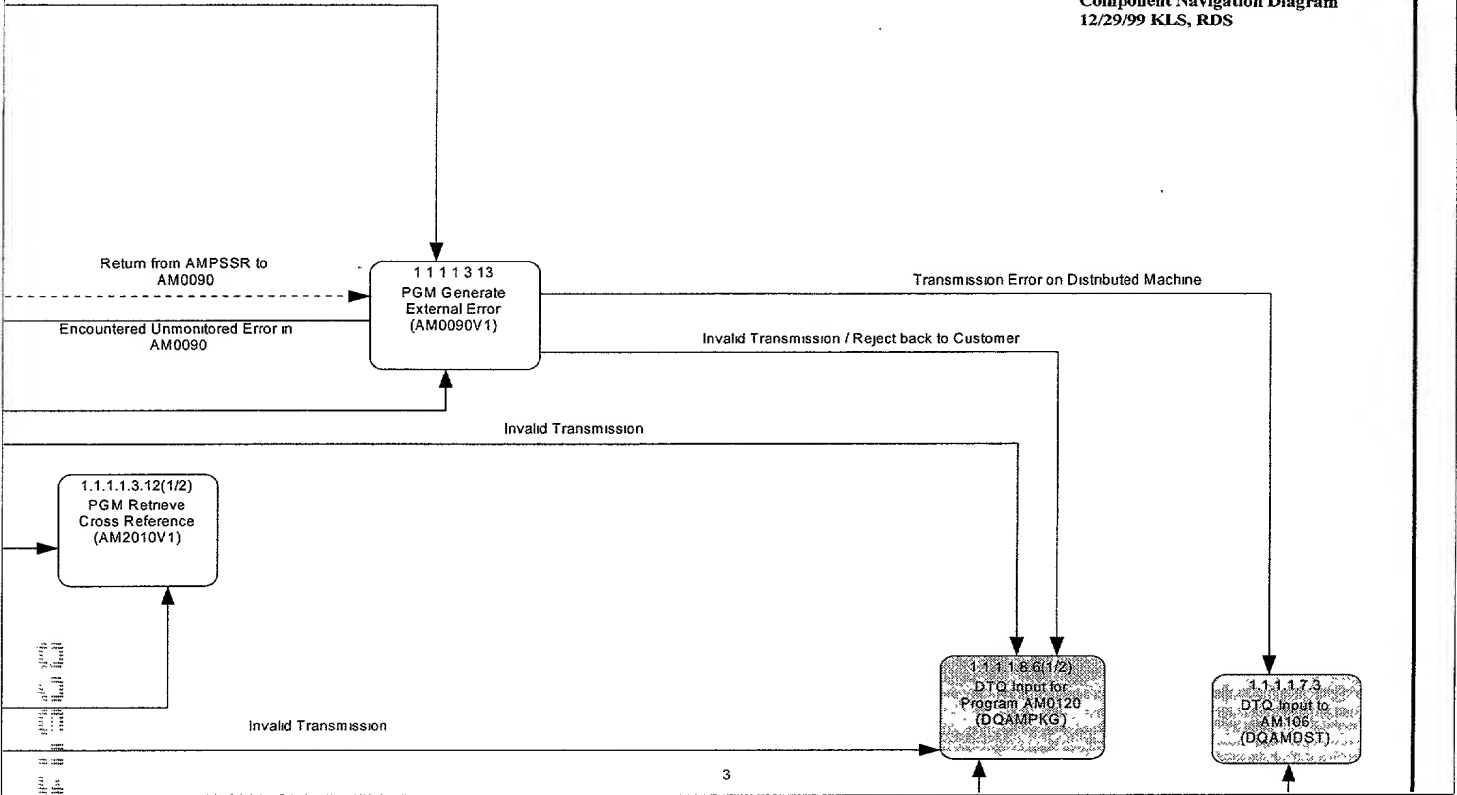 Component Navigation Diagram
12/29/99 KLS, RDS
Return from AMPSSR to
AM0090
Encountered Unmonitored Error in
AM0090
1 1 1 1 3 13
PGM Generate
External Error
(AM0090V1)
Transmission Error on Distributed Machine
Invalid Transmission / Reject back to Customer
Invalid Transmission
1.1.1.1.3.12(1/2)
PGM Retrieve
Cross Reference
(AM2010V1)
1.1.1.1.8.6(1/2)
DTQ Input for
Program AM0120
(DQAMPKG)
1.1.1.1.7.3
DTQ Input to
AM106
(DQAMDST)
Invalid Transmission
3